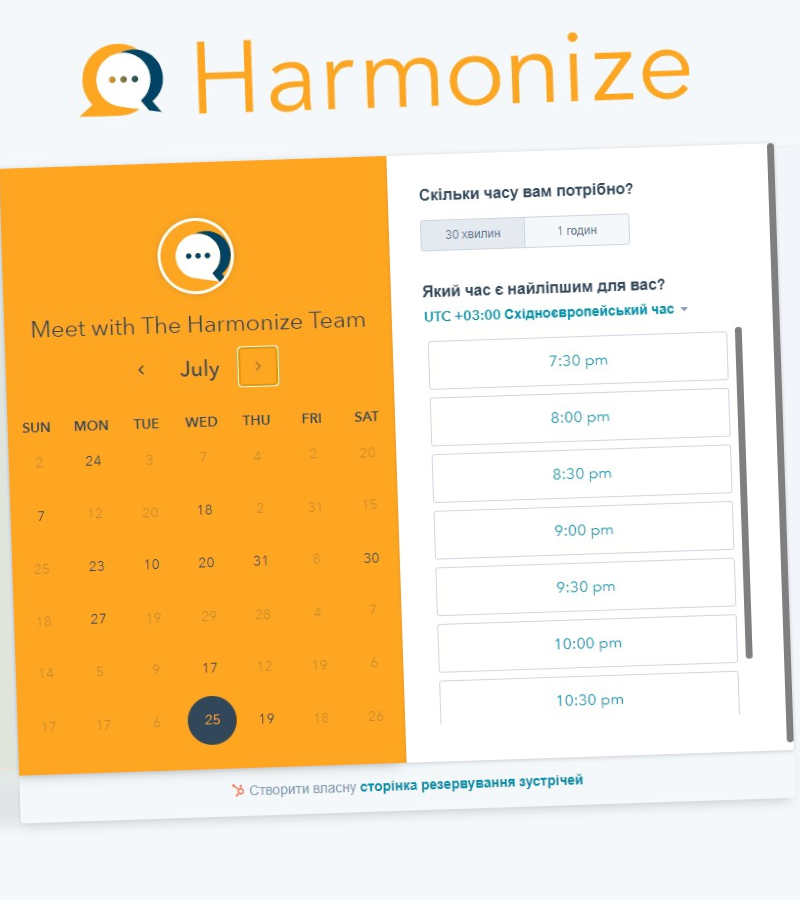 Harmonize
Meet with The Harmonize Team
July
SUN MON TUE WED THU FRI SAT
2 24 3 7 4 2 20
7 12 20 18 2 31 15
25 23 10 20 31 8 30
18 27 19 29 28 4 7
14 5 9 17 12 19 6
17 17 6 25 19 18 26
Скільки часу вам потрібно?
30 хвилин 1 годин
Який час є найліпшим для вас?
UTC +03:00 Східноєвропейський час
7:30 pm
8:00 pm
8:30 pm
9:00 pm
9:30 pm
10:00 pm
10:30 pm
Створити власну сторінка резервування зустрічей